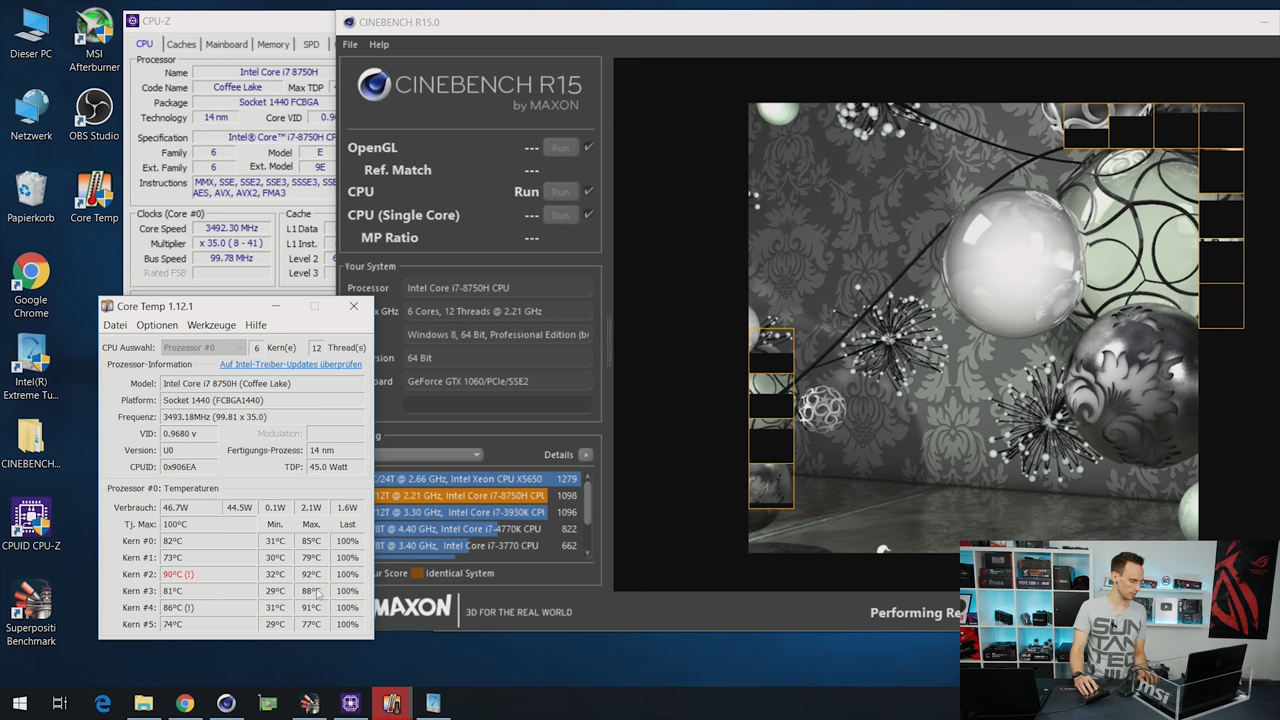 Dieser PC
MSI
Afterburner
Netzwerk
OBS Studio
Papierkorb
Core Temp
Google
Chrome
Intel(R)
Extreme Tu...
CINEBENCH...
CPUID CPU-Z
Superpositi
Benchmark
CPU-Z
CPU
Caches
Mainboard
Memory
SPD
Processor
Name Intel Core i7 8750H
Code Name Coffee Lake Max TDP
Package Socket 1440 FCBGA
Technology 14 nm Core VID
Specification Intel® Core™ i7-8750H CP
Family 6 Model E
Ext. Family 6 Ext. Model 9E
Instructions MMX, SSE, SSE2, SSE3, SSSE3, SSE
AES, AVX, AVX2, FMA3
Clocks (Core #0)
Core Speed 3492.30 MHz
Multiplier x 35.0 ( 8 - 41 )
Bus Speed 99.78 MHz
Rated FSB
Cache
L1 Data
L1 Inst.
Level 2
Level 3
CINEBENCH R15.0
File Help
CINEBENCH R15
by MAXON
OpenGL --- Run
Ref. Match ---
CPU Run Run
CPU (Single Core) --- Run
MP Ratio ---
Your System
Processor Intel Core i7-8750H CPU
x GHz 6 Cores, 12 Threads @ 2.21 GHz
Windows 8, 64 Bit, Professional Edition (b
64 Bit
GeForce GTX 1060/PCIe/SSE2
Details
/24T @ 2.66 GHz, Intel Xeon CPU X5650 1279
12T @ 2.21 GHz, Intel Core i7-8750H CPU 1098
12T @ 3.30 GHz, Intel Core i7-3930K CPU 1096
8T @ 4.40 GHz, Intel Core i7-4770K CPU 822
8T @ 3.40 GHz, Intel Core i7-3770 CPU 662
ur Score Identical System
MAXON 3D FOR THE REAL WORLD
Performing Re
Core Temp 1.12.1
Datei Optionen Werkzeuge Hilfe
CPU Auswahl: Prozessor #0 6 Kern(e) 12 Thread(s)
Prozessor-Information Auf Intel-Treiber-Updates überprüfen
Model: Intel Core i7 8750H (Coffee Lake)
Platform: Socket 1440 (FCBGA1440)
Frequenz: 3493.18MHz (99.81 x 35.0)
VID: 0.9680 v Modulation:
Version: U0 Fertigungs-Prozess: 14 nm
CPUID: 0x906EA TDP: 45.0 Watt
Prozessor #0: Temperaturen
Verbrauch: 46.7W 44.5W 0.1W 2.1W 1.6W
Tj. Max: 100°C Min. Max. Last
Kern #0: 82°C 31°C 85°C 100%
Kern #1: 73°C 30°C 79°C 100%
Kern #2: 90°C (!) 32°C 92°C 100%
Kern #3: 81°C 29°C 88°C 100%
Kern #4: 86°C (!) 31°C 91°C 100%
Kern #5: 74°C 29°C 77°C 100%
SUN
msi